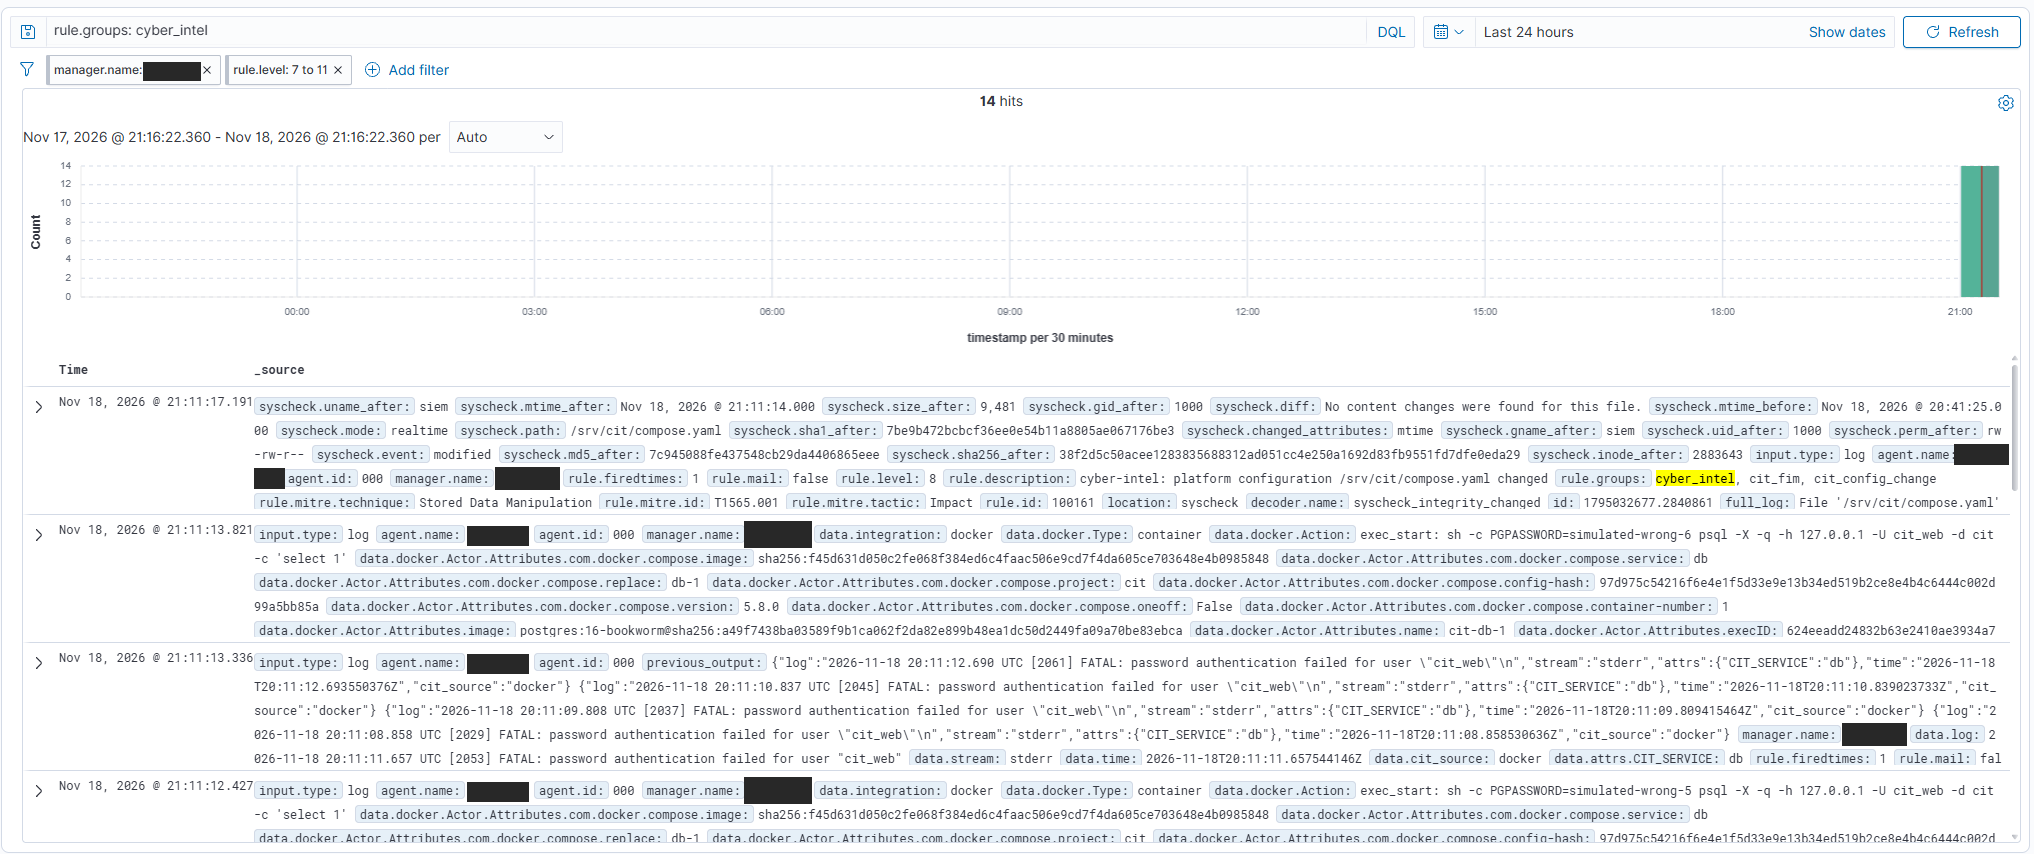 rule.groups: cyber_intel
DQL
Last 24 hours
Show dates
Refresh
manager.name: ×
rule.level: 7 to 11 ×
Add filter
14 hits
Nov 17, 2026 @ 21:16:22.360 - Nov 18, 2026 @ 21:16:22.360 per
Auto
14
12
10
8
6
4
2
0
Count
00:00
03:00
06:00
09:00
12:00
15:00
18:00
21:00
timestamp per 30 minutes
Time
_source
Nov 18, 2026 @ 21:11:17.191
syscheck.uname_after: siem syscheck.mtime_after: Nov 18, 2026 @ 21:11:14.000 syscheck.size_after: 9,481 syscheck.gid_after: 1000 syscheck.diff: No content changes were found for this file. syscheck.mtime_before: Nov 18, 2026 @ 20:41:25.0
00 syscheck.mode: realtime syscheck.path: /srv/cit/compose.yaml syscheck.sha1_after: 7be9b472bcbcf36ee0e54b11a8805ae067176be3 syscheck.changed_attributes: mtime syscheck.gname_after: siem syscheck.uid_after: 1000 syscheck.perm_after: rw
-rw-r-- syscheck.event: modified syscheck.md5_after: 7c945088fe437548cb29da4406865eee syscheck.sha256_after: 38f2d5c50acee1283835688312ad051cc4e250a1692d83fb9551fd7dfe0eda29 syscheck.inode_after: 2883643 input.type: log agent.name:
agent.id: 000 manager.name: rule.firedtimes: 1 rule.mail: false rule.level: 8 rule.description: cyber-intel: platform configuration /srv/cit/compose.yaml changed rule.groups: cyber_intel, cit_fim, cit_config_change
rule.mitre.technique: Stored Data Manipulation rule.mitre.id: T1565.001 rule.mitre.tactic: Impact rule.id: 100161 location: syscheck decoder.name: syscheck_integrity_changed id: 1795032677.2840861 full_log: File '/srv/cit/compose.yaml'
Nov 18, 2026 @ 21:11:13.821
input.type: log agent.name: agent.id: 000 manager.name: data.integration: docker data.docker.Type: container data.docker.Action: exec_start: sh -c PGPASSWORD=simulated-wrong-6 psql -X -q -h 127.0.0.1 -U cit_web -d cit
-c 'select 1' data.docker.Actor.Attributes.com.docker.compose.image: sha256:f45d631d050c2fe068f384ed6c4faac506e9cd7f4da605ce703648e4b0985848 data.docker.Actor.Attributes.com.docker.compose.service: db
data.docker.Actor.Attributes.com.docker.compose.replace: db-1 data.docker.Actor.Attributes.com.docker.compose.project: cit data.docker.Actor.Attributes.com.docker.compose.config-hash: 97d975c54216f6e4e1f5d33e9e13b34ed519b2ce8e4b4c6444c002d
99a5bb85a data.docker.Actor.Attributes.com.docker.compose.version: 5.8.0 data.docker.Actor.Attributes.com.docker.compose.oneoff: False data.docker.Actor.Attributes.com.docker.compose.container-number: 1
data.docker.Actor.Attributes.image: postgres:16-bookworm@sha256:a49f7438ba03589f9b1ca062f2da82e899b48ea1dc50d2449fa09a70be83ebca data.docker.Actor.Attributes.name: cit-db-1 data.docker.Actor.Attributes.execID: 624eeadd24832b63e2410ae3934a7
Nov 18, 2026 @ 21:11:13.336
input.type: log agent.name: agent.id: 000 previous_output: {"log":"2026-11-18 20:11:12.690 UTC [2061] FATAL: password authentication failed for user \"cit_web\"\n","stream":"stderr","attrs":{"CIT_SERVICE":"db"},"time":"2026-11-18
T20:11:12.693550376Z","cit_source":"docker"} {"log":"2026-11-18 20:11:10.837 UTC [2045] FATAL: password authentication failed for user \"cit_web\"\n","stream":"stderr","attrs":{"CIT_SERVICE":"db"},"time":"2026-11-18T20:11:10.839023733Z","cit_
source":"docker"} {"log":"2026-11-18 20:11:09.808 UTC [2037] FATAL: password authentication failed for user \"cit_web\"\n","stream":"stderr","attrs":{"CIT_SERVICE":"db"},"time":"2026-11-18T20:11:09.809415464Z","cit_source":"docker"} {"log":"2
026-11-18 20:11:08.858 UTC [2029] FATAL: password authentication failed for user \"cit_web\"\n","stream":"stderr","attrs":{"CIT_SERVICE":"db"},"time":"2026-11-18T20:11:08.858530636Z","cit_source":"docker"} manager.name: data.log: 2
026-11-18 20:11:11.657 UTC [2053] FATAL: password authentication failed for user "cit_web" data.stream: stderr data.time: 2026-11-18T20:11:11.657544146Z data.cit_source: docker data.attrs.CIT_SERVICE: db rule.firedtimes: 1 rule.mail: fal
Nov 18, 2026 @ 21:11:12.427
input.type: log agent.name: agent.id: 000 manager.name: data.integration: docker data.docker.Type: container data.docker.Action: exec_start: sh -c PGPASSWORD=simulated-wrong-5 psql -X -q -h 127.0.0.1 -U cit_web -d cit
-c 'select 1' data.docker.Actor.Attributes.com.docker.compose.image: sha256:f45d631d050c2fe068f384ed6c4faac506e9cd7f4da605ce703648e4b0985848 data.docker.Actor.Attributes.com.docker.compose.service: db
data.docker.Actor.Attributes.com.docker.compose.replace: db-1 data.docker.Actor.Attributes.com.docker.compose.project: cit data.docker.Actor.Attributes.com.docker.compose.config-hash: 97d975c54216f6e4e1f5d33e9e13b34ed519b2ce8e4b4c6444c002d